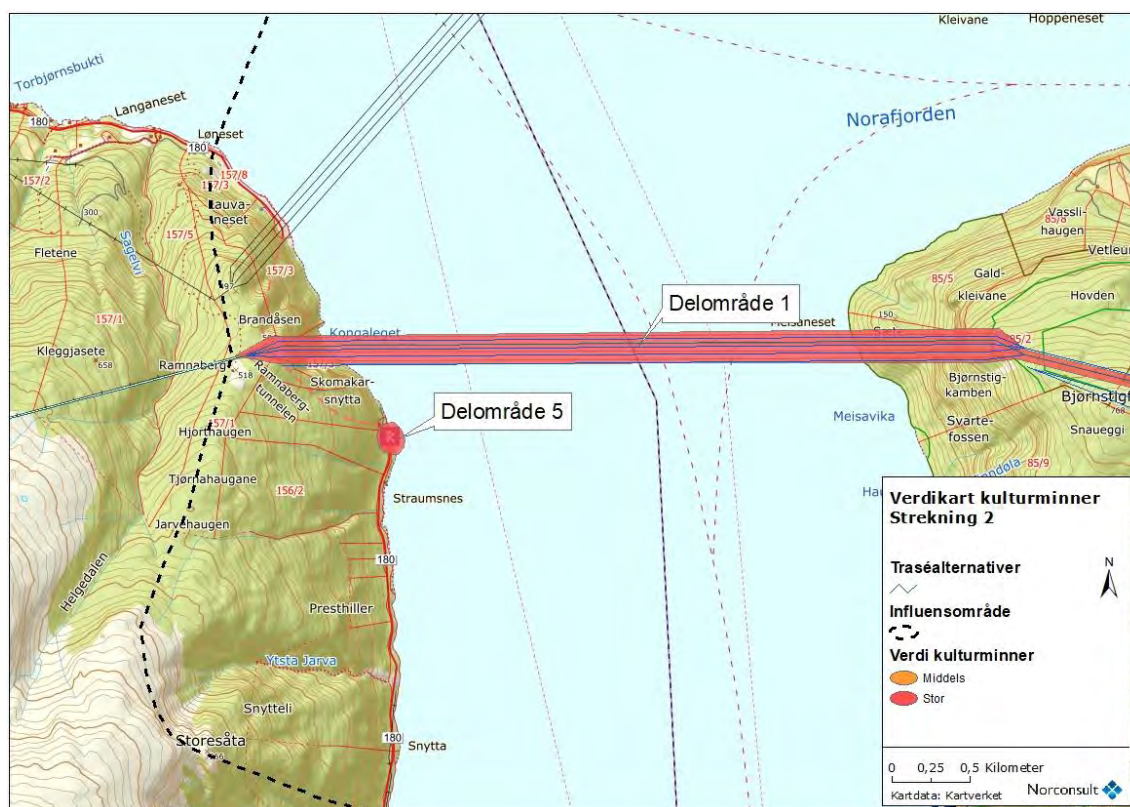 Kleivane
Hoppeneset
Torbjørnsbukti
Langaneset
180
Løneset
180
Norafjorden
157/8
157/2
157/3
Vassli-
haugen
85/8
Vetleur
300
Lauva-
neset
157/5
Sagelvi
Fletene
157/3
85/5
Gald-
kleivane
Hovden
497
Delområde 1
150
157/1
Brandåsen
Kongaleget
Meisaneset
85/2
Kleggjasete
658
Ramnaberg
518
Ramnaberg-
tunnelen
Skomakar-
snytta
Bjørnstig-
kamben
Bjørnstigf
768
Delområde 5
Meisavika
Svarte-
fossen
Snaueggi
157/1
Hjorthaugen
85/9
Tjørnahaugane
156/2
Straumsnes
Jarvehaugen
Helgedalen
180
Presthiller
Ytsta Jarva
Snytteli
Storesåta
Snytta
180
Verdikart kulturminner
Strekning 2
Traséalternativer
N
Influensområde
Verdi kulturminner
Middels
Stor
0 0,25 0,5 Kilometer
Kartdata: Kartverket
Norconsult